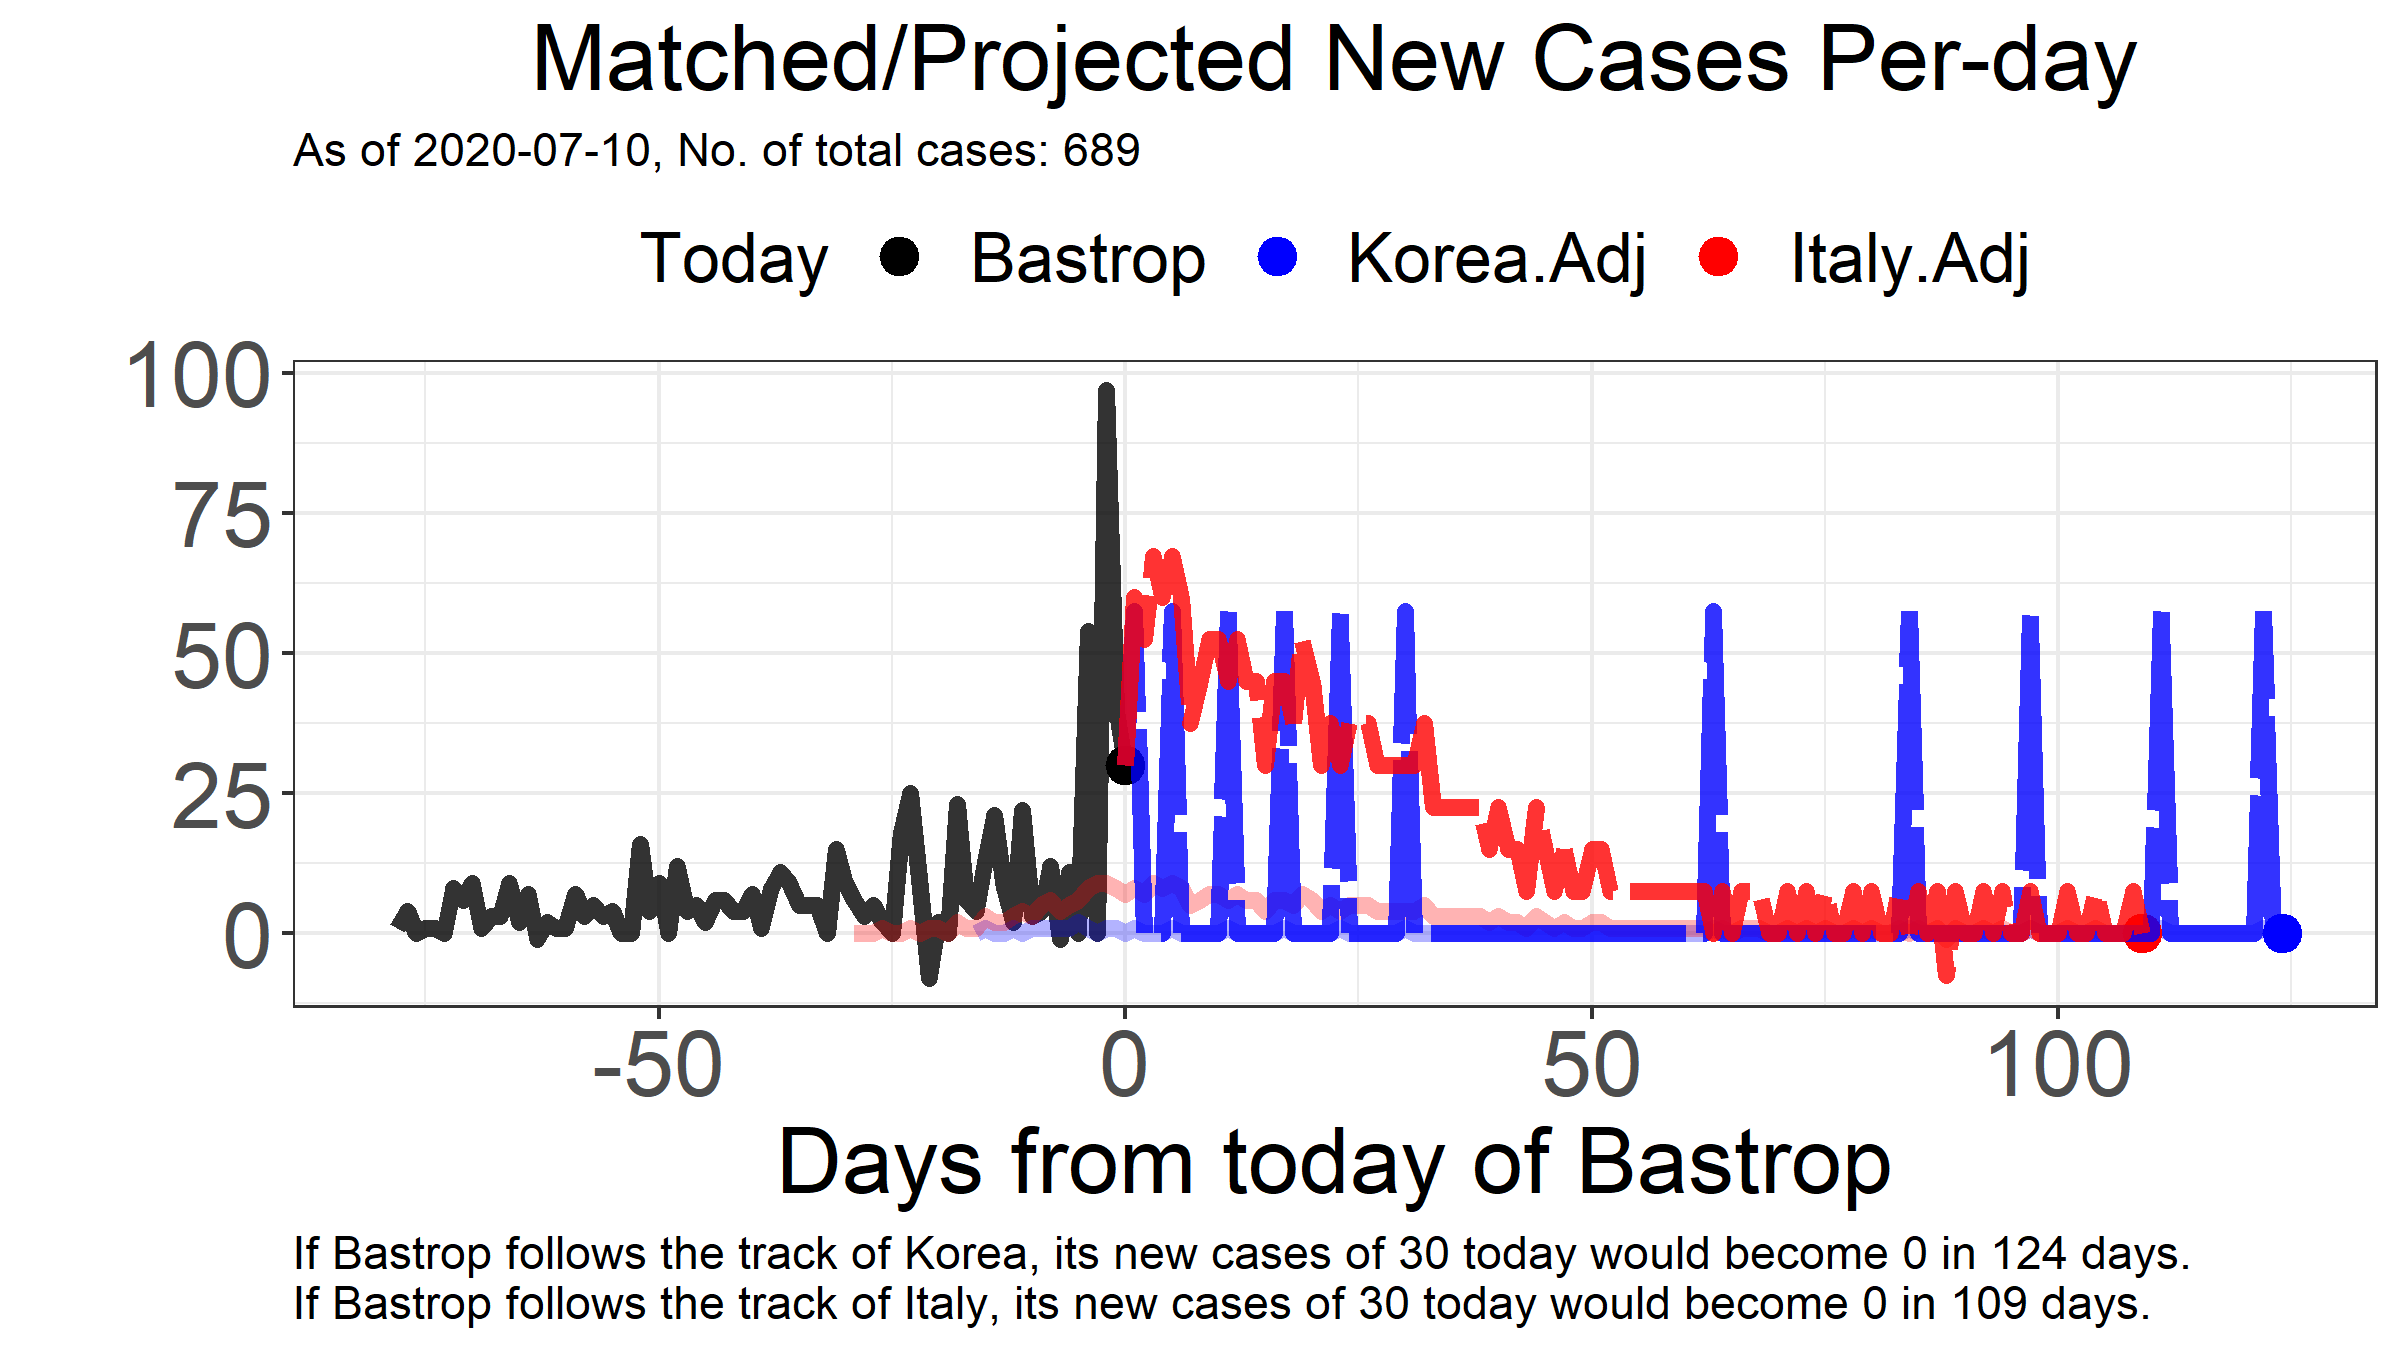 Matched/Projected New Cases Per-day
As of 2020-07-10, No. of total cases: 689
Today Bastrop Korea.Adj Italy.Adj
100
75
50
25
0
-50 0 50 100
Days from today of Bastrop
If Bastrop follows the track of Korea, its new cases of 30 today would become 0 in 124 days.
If Bastrop follows the track of Italy, its new cases of 30 today would become 0 in 109 days.